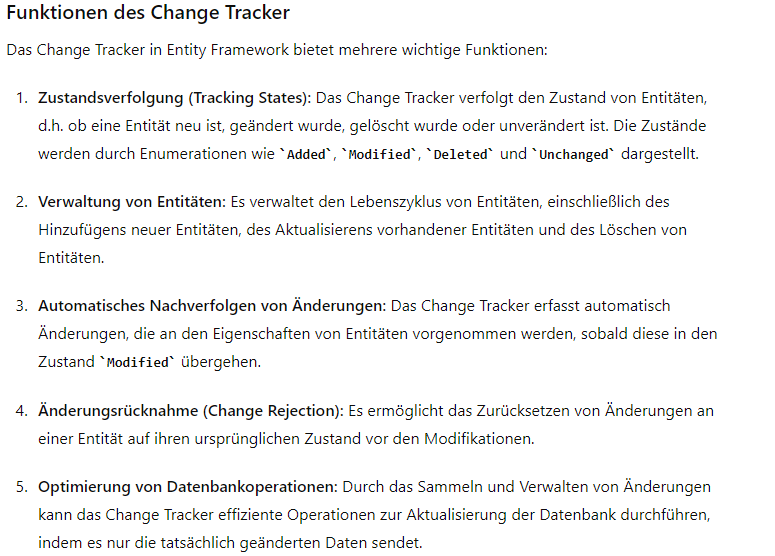 Funktionen des Change Tracker
Das Change Tracker in Entity Framework bietet mehrere wichtige Funktionen:
1. Zustandsverfolgung (Tracking States): Das Change Tracker verfolgt den Zustand von Entitäten,
d.h. ob eine Entität neu ist, geändert wurde, gelöscht wurde oder unverändert ist. Die Zustände
werden durch Enumerationen wie `Added`, `Modified`, `Deleted` und `Unchanged` dargestellt.
2. Verwaltung von Entitäten: Es verwaltet den Lebenszyklus von Entitäten, einschließlich des
Hinzufügens neuer Entitäten, des Aktualisierens vorhandener Entitäten und des Löschen von
Entitäten.
3. Automatisches Nachverfolgen von Änderungen: Das Change Tracker erfasst automatisch
Änderungen, die an den Eigenschaften von Entitäten vorgenommen werden, sobald diese in den
Zustand `Modified` übergehen.
4. Änderungsrücknahme (Change Rejection): Es ermöglicht das Zurücksetzen von Änderungen an
einer Entität auf ihren ursprünglichen Zustand vor den Modifikationen.
5. Optimierung von Datenbankoperationen: Durch das Sammeln und Verwalten von Änderungen
kann das Change Tracker effiziente Operationen zur Aktualisierung der Datenbank durchführen,
indem es nur die tatsächlich geänderten Daten sendet.